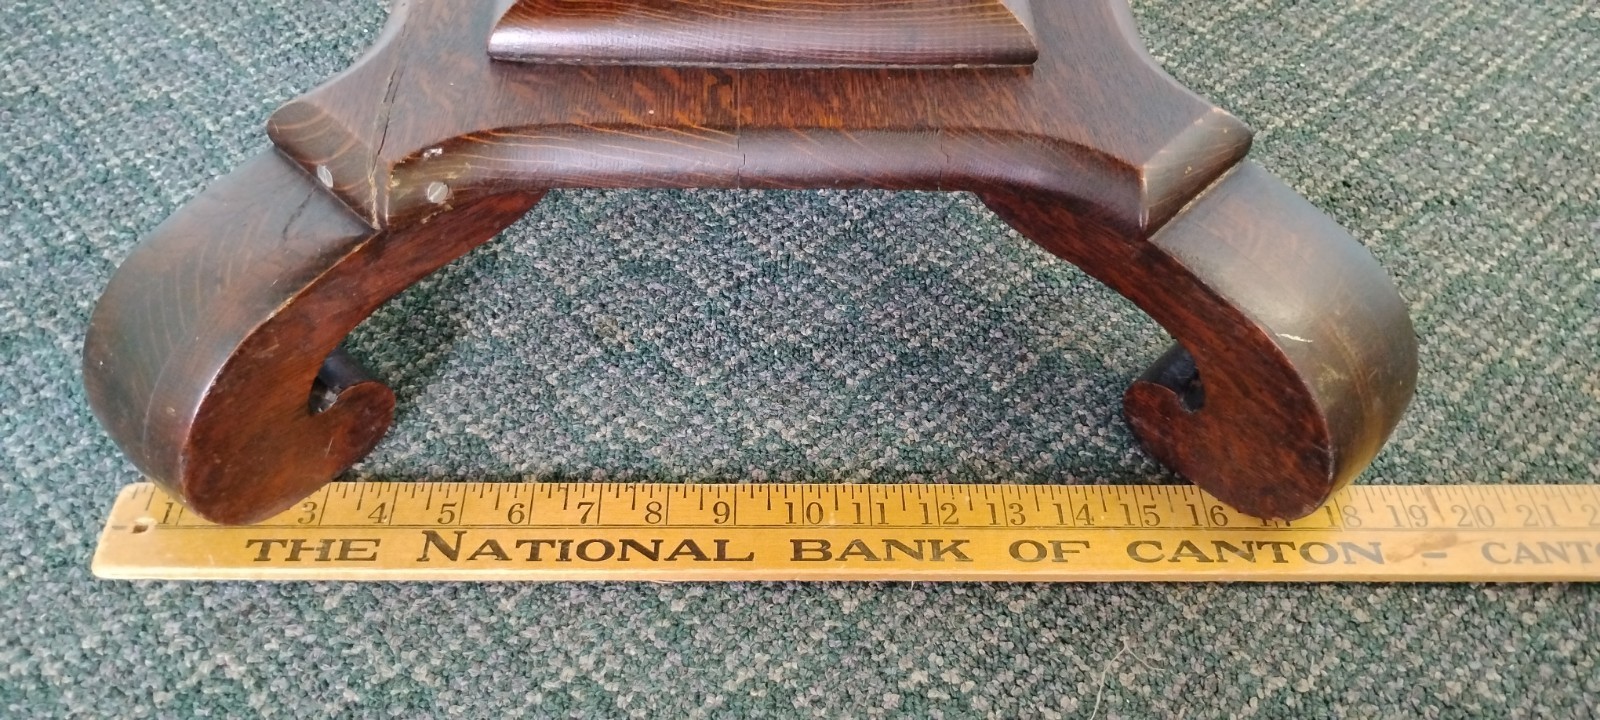 1 3 4 5 6 7 8 9 10 11 12 13 14 15 16 17 18 19 20 21
THE NATIONAL BANK OF CANTON - CANTO